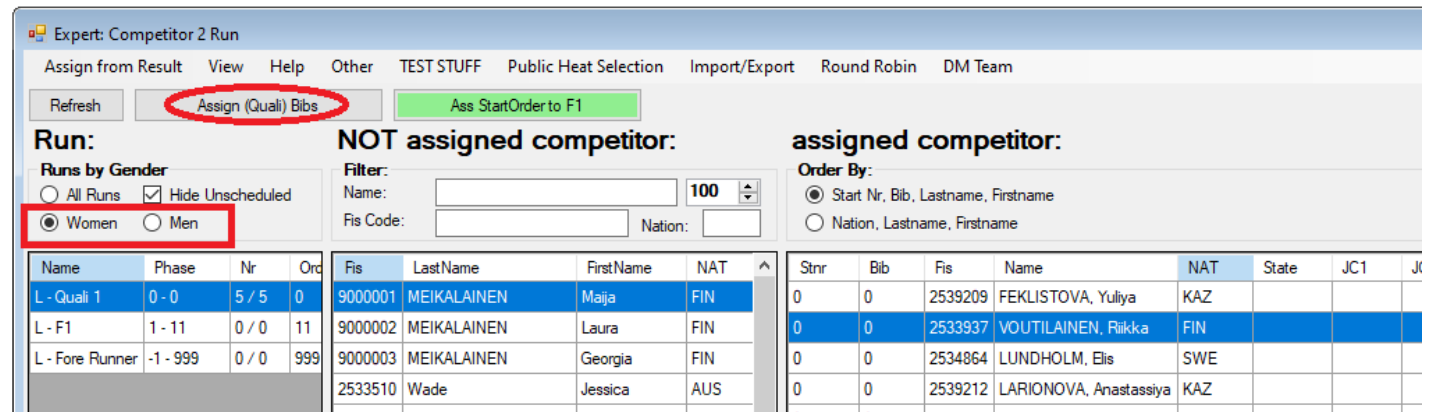 Expert: Competitor 2 Run
Assign from Result View Help Other TEST STUFF Public Heat Selection Import/Export Round Robin DM Team
Refresh Assign (Quali) Bibs Ass StartOrder to F1
Run: NOT assigned competitor: assigned competitor:
Runs by Gender Filter: Order By:
All Runs Hide Unscheduled Name: 100 Start Nr, Bib, Lastname, Firstname
Women Men Fis Code: Nation: Nation, Lastname, Firstname
Name Phase Nr Ord Fis LastName FirstName NAT Stnr Bib Fis Name NAT State JC1
L - Quali 1 0 - 0 5 / 5 0 9000001 MEIKALAINEN Maija FIN 0 0 2539209 FEKLISTOVA, Yuliya KAZ
L - F1 1 - 11 0 / 0 11 9000002 MEIKALAINEN Laura FIN 0 0 2533937 VOUTILAINEN, Riikka FIN
L - Fore Runner -1 - 999 0 / 0 999 9000003 MEIKALAINEN Georgia FIN 0 0 2534864 LUNDHOLM, Elis SWE
2533510 Wade Jessica AUS 0 0 2539212 LARIONOVA, Anastassiya KAZ